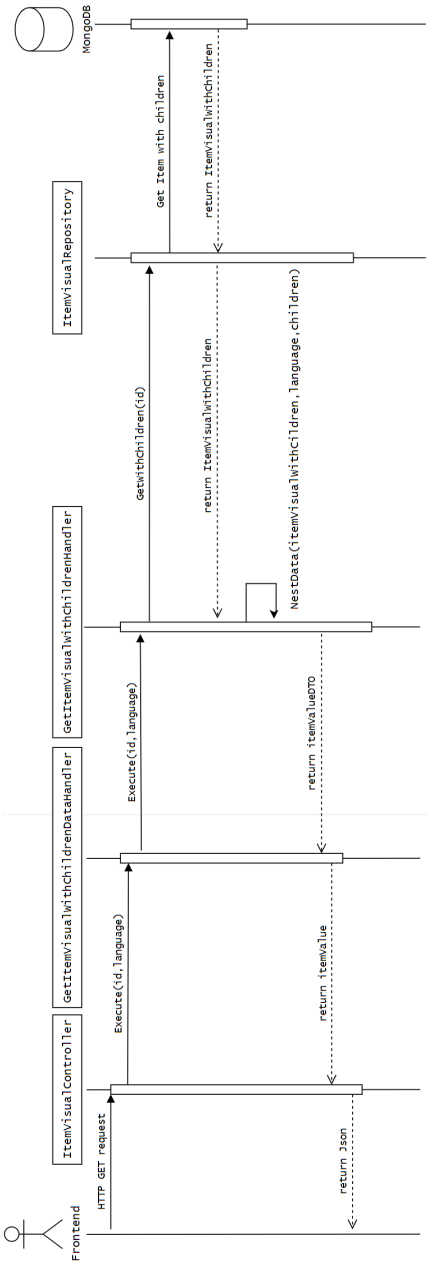 Frontend
ItemVisualController
GetItemVisualWithChildrenDataHandler
GetItemVisualWithChildrenHandler
ItemVisualRepository
MongoDB
HTTP GET request
Execute(id,language)
Execute(id,language)
GetWithChildren(id)
Get Item with children
return ItemVisualWithChildren
return ItemVisualWithChildren
NestData(itemVisualWithCildren,language,children)
return itemValueDTO
return itemValue
return Json